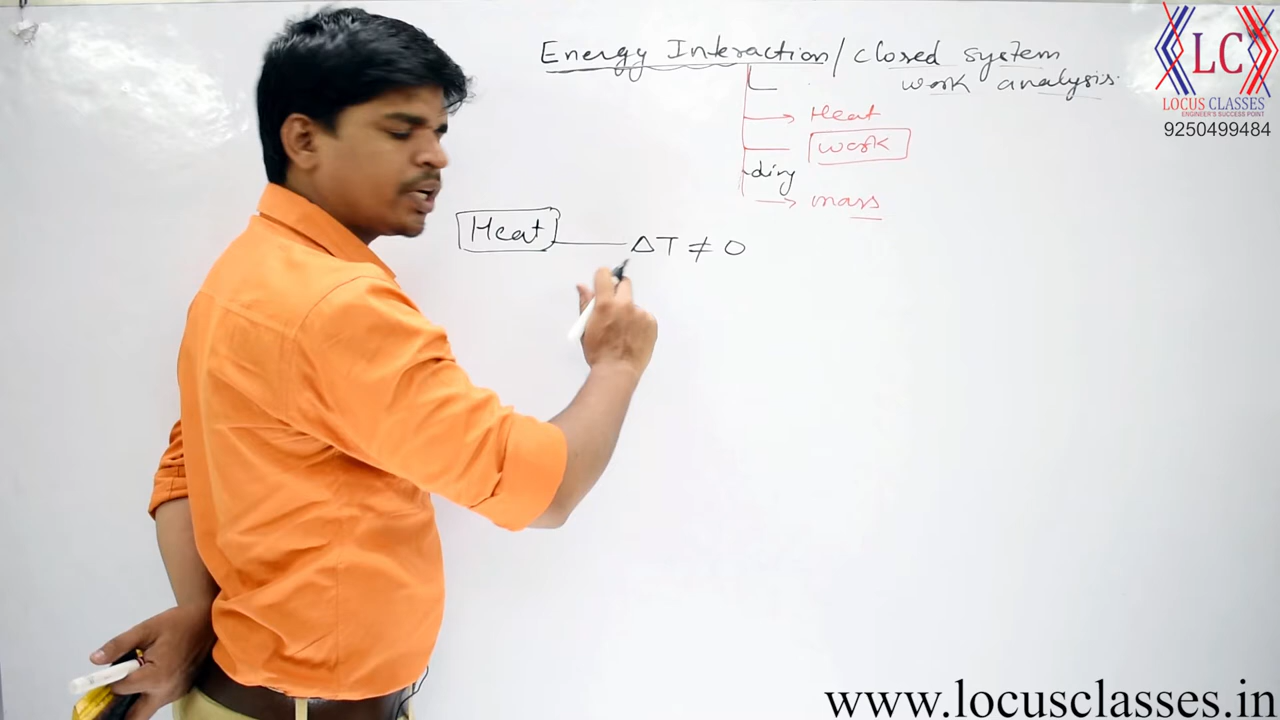 Energy Interaction / closed system
work analysis.
Heat
work
mass
Heat
ΔT ≠ 0
LC
LOCUS CLASSES
ENGINEER'S SUCCESS POINT
9250499484
www.locusclasses.in